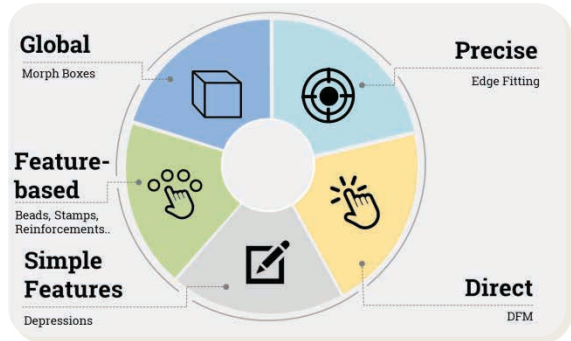 Global
Morph Boxes
Precise
Edge Fitting
Feature-
based
Beads, Stamps,
Reinforcements..
Simple
Features
Depressions
Direct
DFM